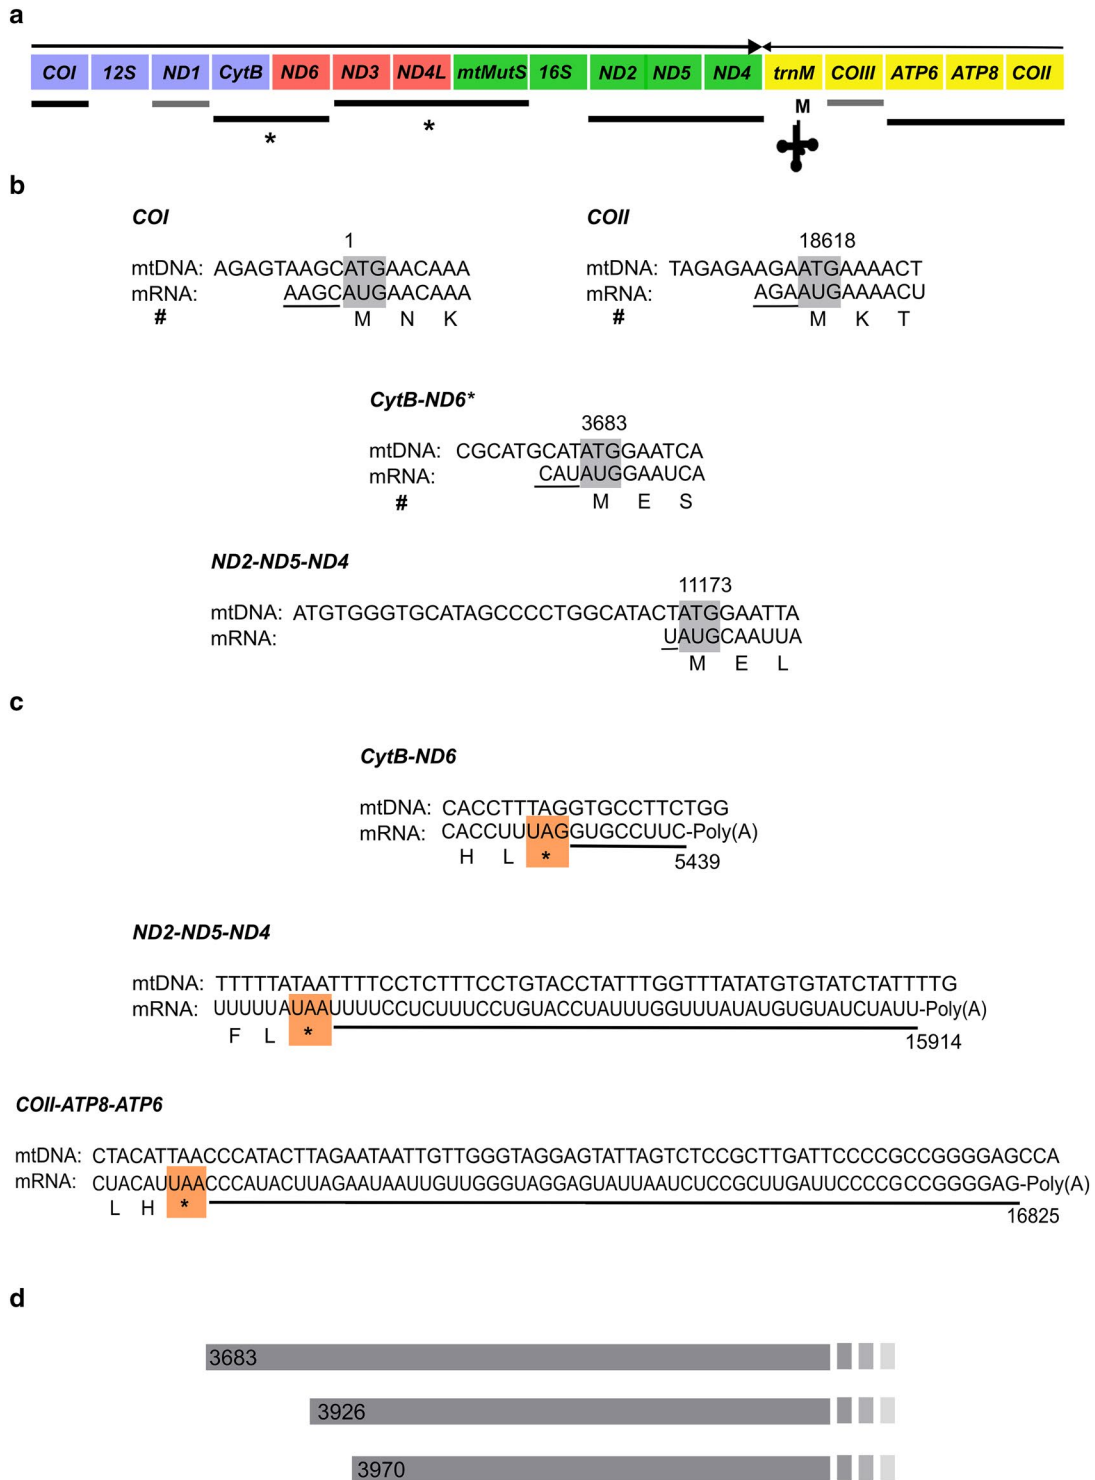 a
COI 12S ND1 CytB ND6 ND3 ND4L mtMutS 16S ND2 ND5 ND4 trnM COIII ATP6 ATP8 COII
* * M
b
COI
1
mtDNA: AGAGTAAGCATGAACAAA
mRNA: AAGCAUGAACAAA
# M N K
COII
18618
mtDNA: TAGAGAAGAATGAAAACT
mRNA: AGAAUGAAAACU
# M K T
CytB-ND6*
3683
mtDNA: CGCATGCATATGGAATCA
mRNA: CAUAUGGAAUCA
# M E S
ND2-ND5-ND4
11173
mtDNA: ATGTGGGTGCATAGCCCCTGGCATACTATGGAATTA
mRNA: UAUGCAAUUA
M E L
c
CytB-ND6
mtDNA: CACCTTTAGGTGCCTTCTGG
mRNA: CACCUUUAGGUGCCUUC-Poly(A)
H L * 5439
ND2-ND5-ND4
mtDNA: TTTTTATAATTTTCCTCTTTCCTGTACCTATTTGGTTTATATGTGTATCTATTTTG
mRNA: UUUUUAUAAUUUUCCUCUUUCCUGUACCUAUUUGGUUUAUAUGUGUAUCUAUU-Poly(A)
F L * 15914
COII-ATP8-ATP6
mtDNA: CTACATTAACCCATACTTAGAATAATTGTTGGGTAGGAGTATTAGTCTCCGCTTGATTCCCCGCCGGGGAGCCA
mRNA: CUACAUUAACCCAUACUUAGAAUAAUUGUUGGGUAGGAGUAUUAAUCUCCGCUUGAUUCCCCGCCGGGGAG-Poly(A)
L H * 16825
d
3683
3926
3970